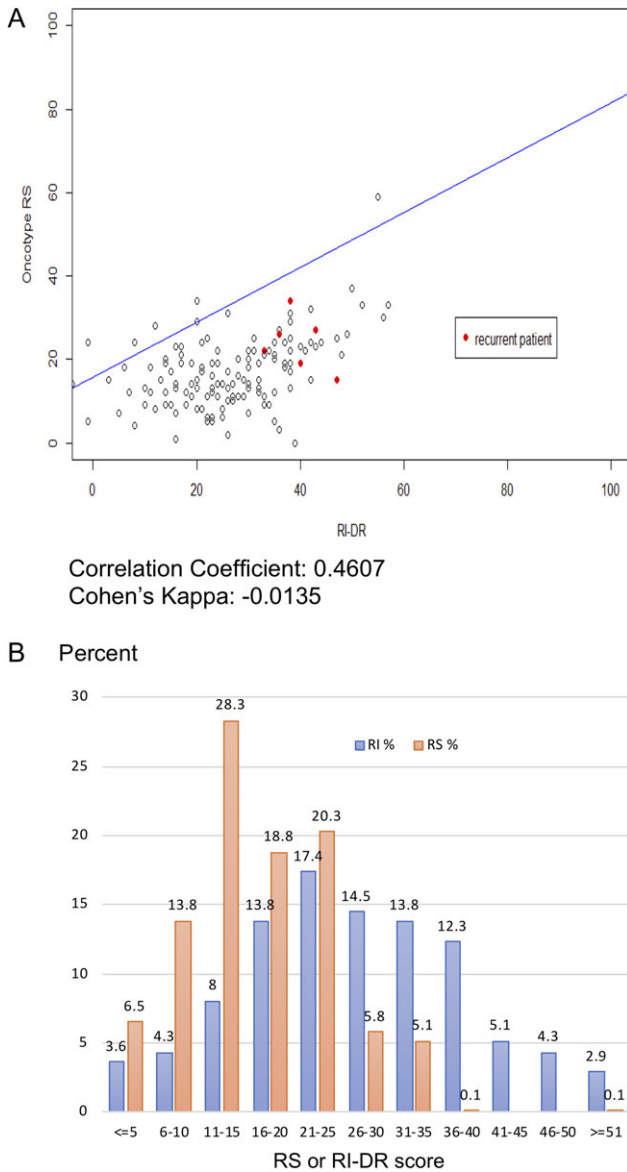 A
100
80
60
40
20
0
Oncotype RS
recurrent patient
0 20 40 60 80 100
RI-DR
Correlation Coefficient: 0.4607
Cohen's Kappa: -0.0135
B Percent
30
25
20
15
10
5
0
RI % RS %
3.6 6.5 4.3 13.8 8 28.3 13.8 18.8 17.4 20.3 14.5 5.8 13.8 5.1 12.3 0.1 5.1 4.3 2.9 0.1
<=5 6-10 11-15 16-20 21-25 26-30 31-35 36-40 41-45 46-50 >=51
RS or RI-DR score